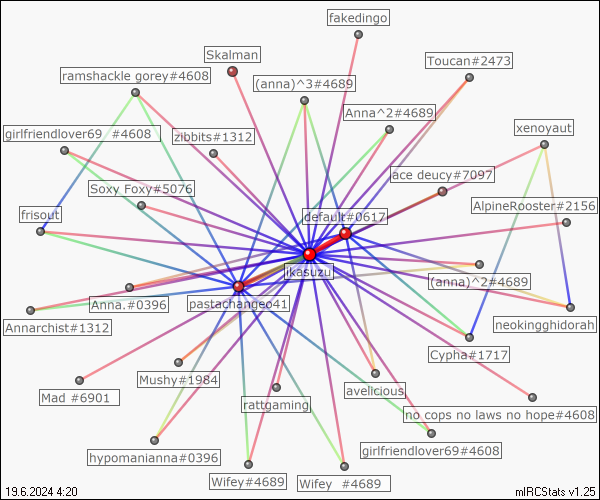 fakedingo
Skalman
Toucan#2473
ramshackle gorey#4608
(anna)^3#4689
Anna^2#4689
xenoyaut
girlfriendlover69 #4608
zibbits#1312
ace deucy#7097
Soxy Foxy#5076
AlpineRooster#2156
frisout
default#0617
ikasuzu
(anna)^2#4689
Anna.#0396
pastachangeo41
Annarchist#1312
neokingghidorah
Cypha#1717
Mushy#1984
avelicious
Mad #6901
rattgaming
no cops no laws no hope#4608
hypomanianna#0396
girlfriendlover69#4608
Wifey#4689
Wifey #4689
19.6.2024 4:20
mIRCStats v1.25